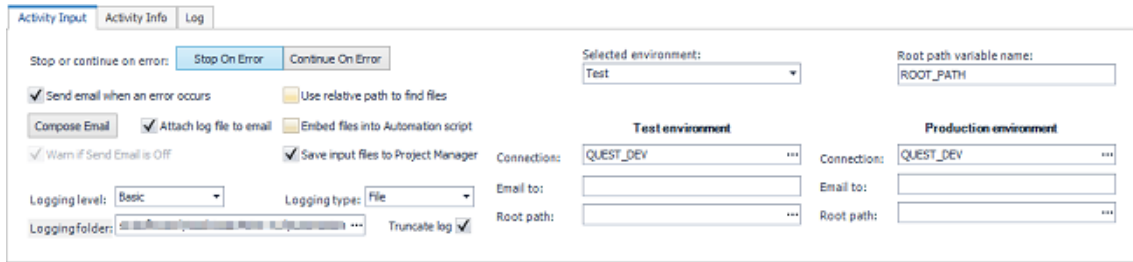 Activity Input Activity Info Log
Stop or continue on error: Stop On Error Continue On Error
Selected environment:
Test
Root path variable name:
ROOT_PATH
Send email when an error occurs Use relative path to find files
Compose Email Attach log file to email Embed files into Automation script
Warn if Send Email is Off Save input files to Project Manager
Test environment Production environment
Connection: QUEST_DEV ... Connection: QUEST_DEV ...
Email to: Email to:
Root path: ... Root path: ...
Logging level: Basic Logging type: File
Logging folder: ... Truncate log